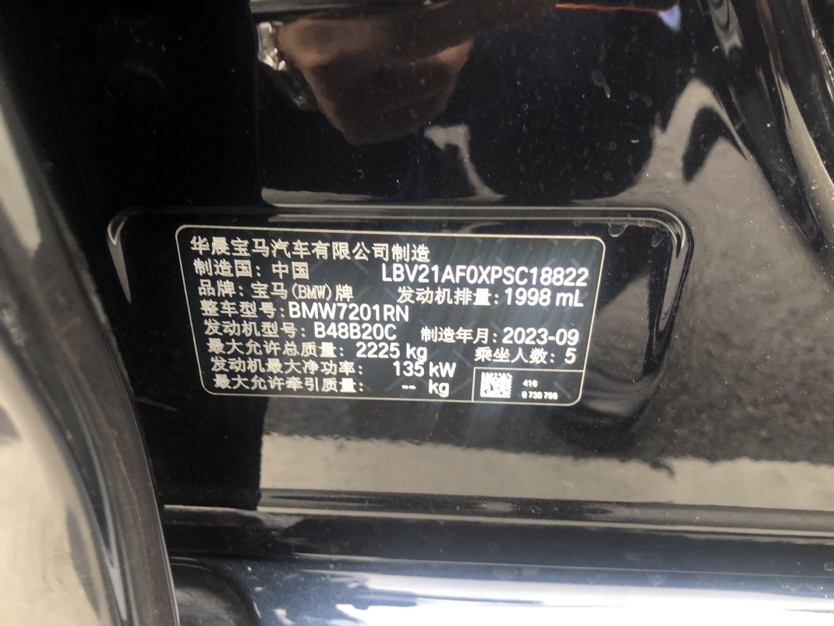 华晨宝马汽车有限公司制造
制造国：中国 LBV21AF0XPSC18822
品牌：宝马(BMW)牌 发动机排量：1998 mL
整车型号：BMW7201RN
发动机型号：B48B20C 制造年月：2023-09
最大允许总质量：2225 kg 乘坐人数：5
发动机最大净功率：135 kW
最大允许牵引质量：-- kg
416
8 736 786